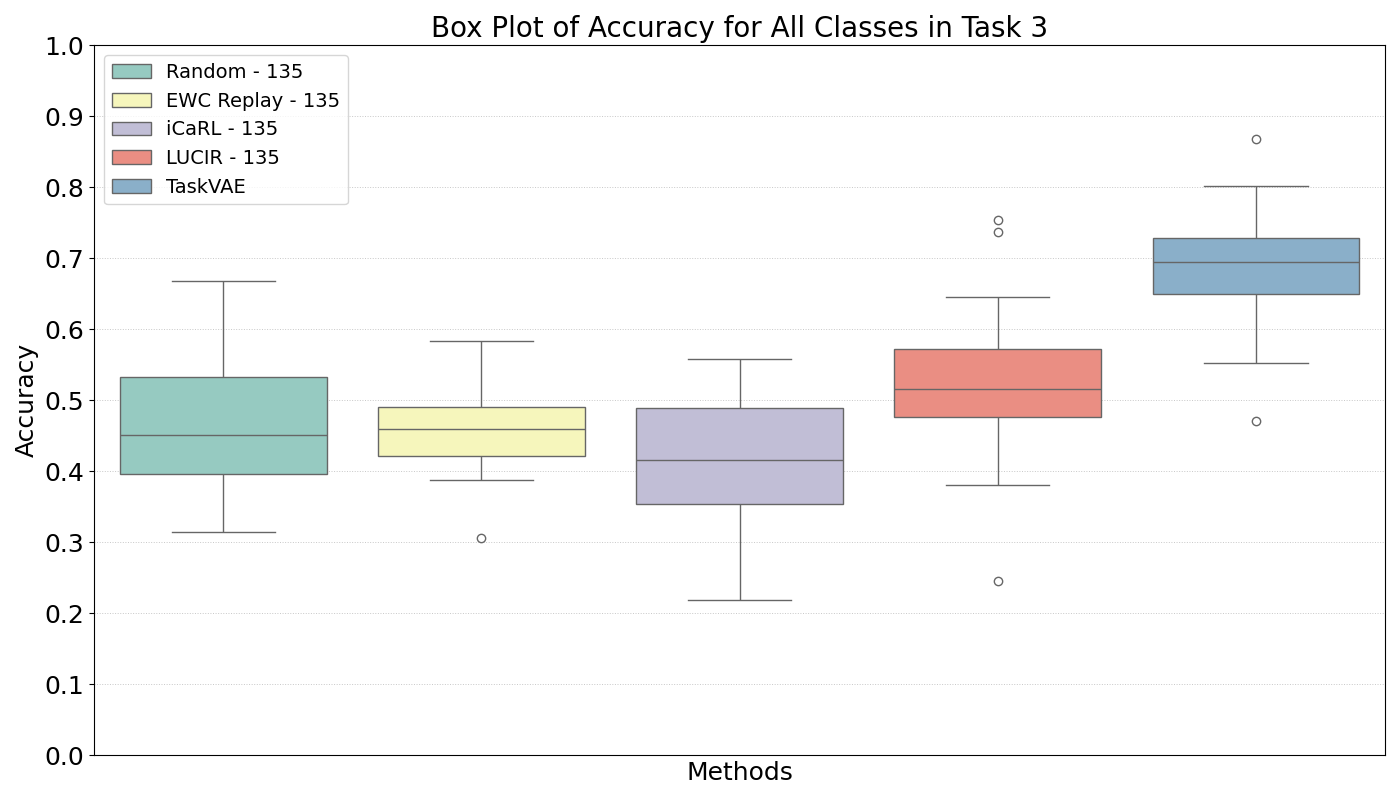 Box Plot of Accuracy for All Classes in Task 3
1.0
0.9
0.8
0.7
0.6
0.5
0.4
0.3
0.2
0.1
0.0
Accuracy
Random - 135
EWC Replay - 135
iCaRL - 135
LUCIR - 135
TaskVAE
Methods